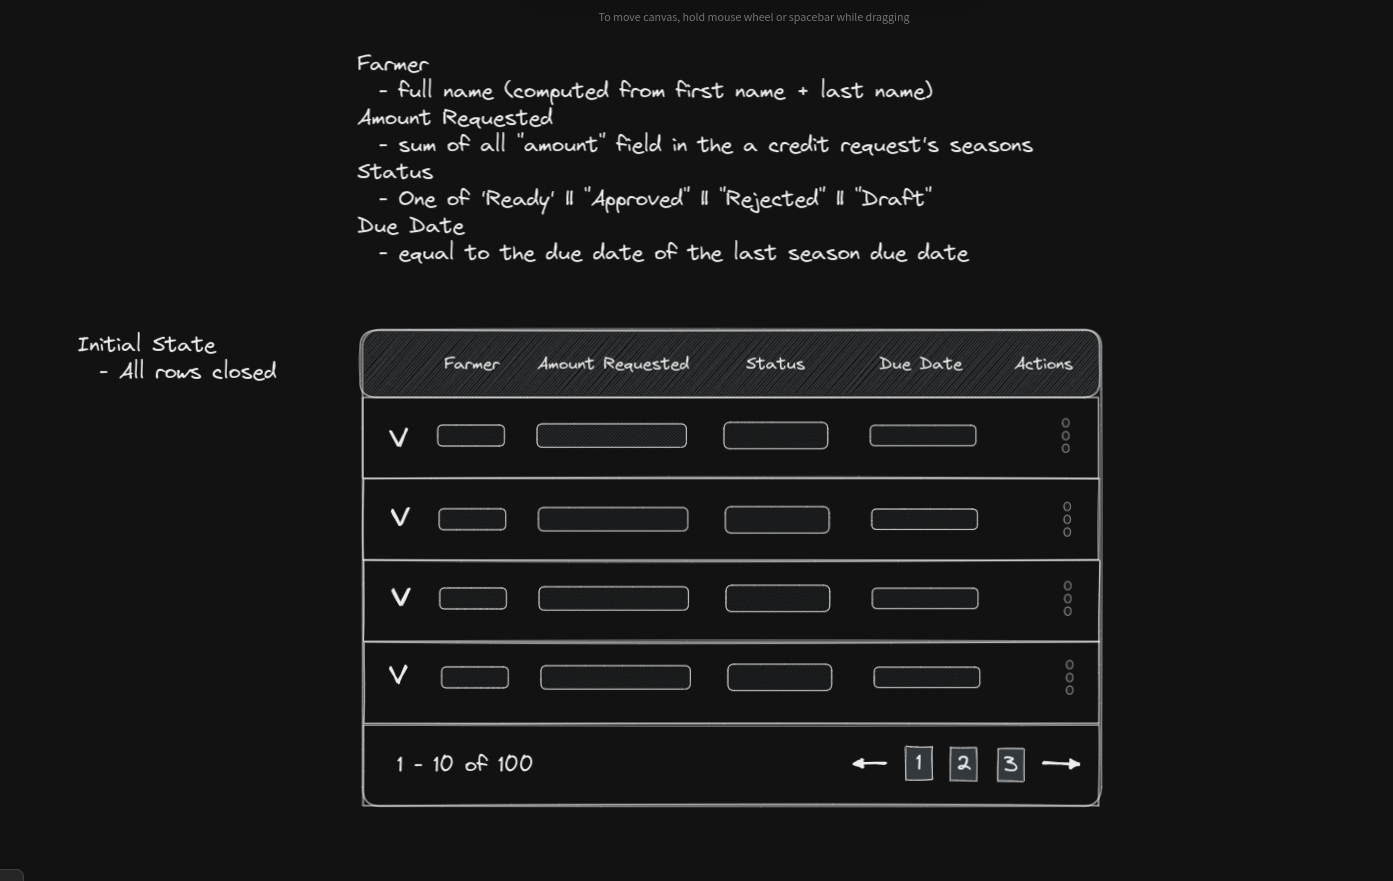 To move canvas, hold mouse wheel or spacebar while dragging
Farmer
- full name (computed from first name + last name)
Amount Requested
- sum of all "amount" field in the a credit request's seasons
Status
- One of 'Ready' || "Approved" || "Rejected" || "Draft"
Due Date
- equal to the due date of the last season due date
Initial State
- All rows closed
Farmer Amount Requested Status Due Date Actions
1 - 10 of 100 1 2 3